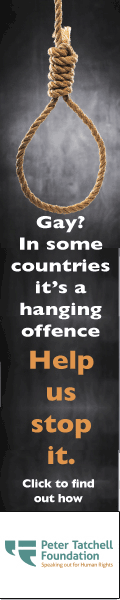 Gay?
In some
countries
it's a
hanging
offence
Help
us
stop
it.
Click to find
out how
Peter Tatchell
Foundation
Speaking out for Human Rights